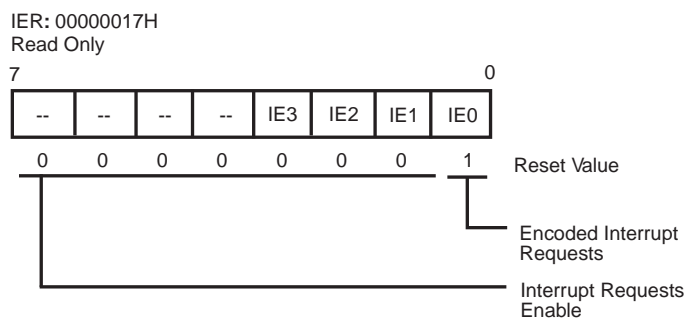 IER: 00000017H
Read Only
7 0
-- -- -- -- IE3 IE2 IE1 IE0
0 0 0 0 0 0 0 1 Reset Value
Encoded Interrupt
Requests
Interrupt Requests
Enable